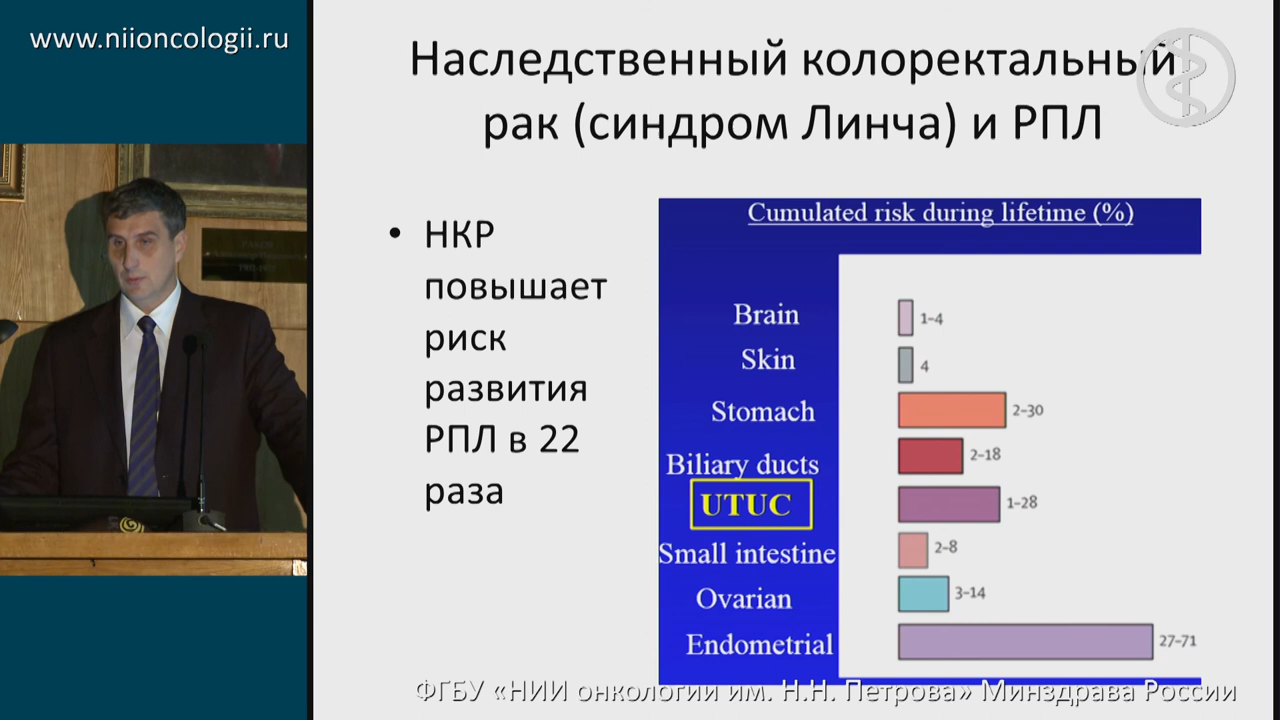 www.niioncologii.ru
Наследственный колоректальный
рак (синдром Линча) и РПЛ
• НКР
повышает
риск
развития
РПЛ в 22
раза
Cumulated risk during lifetime (%)
Brain 1-4
Skin 4
Stomach 2-30
Biliary ducts 2-18
UTUC 1-28
Small intestine 2-8
Ovarian 3-14
Endometrial 27-71
ФГБУ «НИИ онкологии им. Н.Н. Петрова» Минздрава России